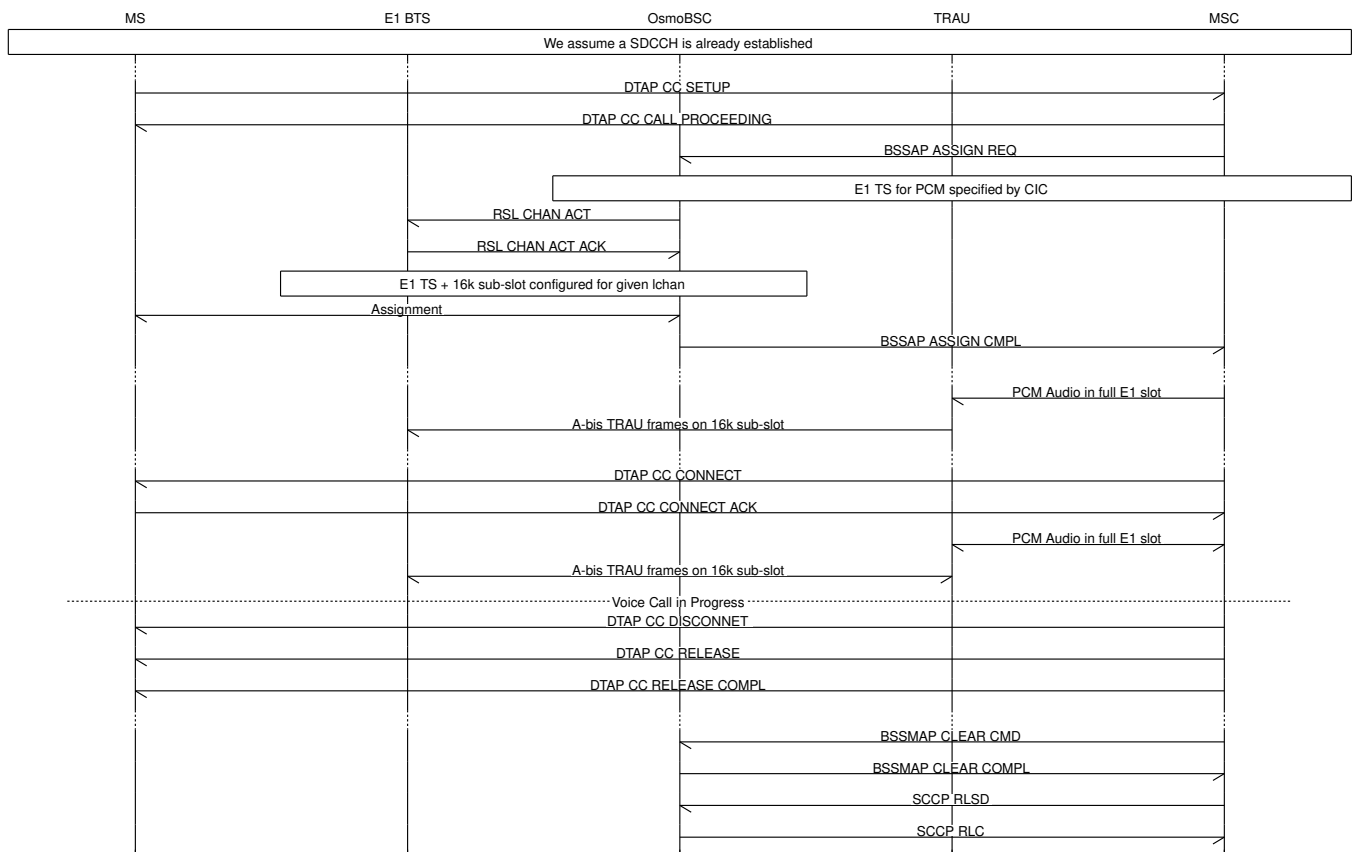 MS E1 BTS OsmoBSC TRAU MSC
We assume a SDCCH is already established
DTAP CC SETUP
DTAP CC CALL PROCEEDING
BSSAP ASSIGN REQ
E1 TS for PCM specified by CIC
RSL CHAN ACT
RSL CHAN ACT ACK
E1 TS + 16k sub-slot configured for given lchan
Assignment
BSSAP ASSIGN CMPL
PCM Audio in full E1 slot
A-bis TRAU frames on 16k sub-slot
DTAP CC CONNECT
DTAP CC CONNECT ACK
PCM Audio in full E1 slot
A-bis TRAU frames on 16k sub-slot
Voice Call in Progress
DTAP CC DISCONNET
DTAP CC RELEASE
DTAP CC RELEASE COMPL
BSSMAP CLEAR CMD
BSSMAP CLEAR COMPL
SCCP RLSD
SCCP RLC